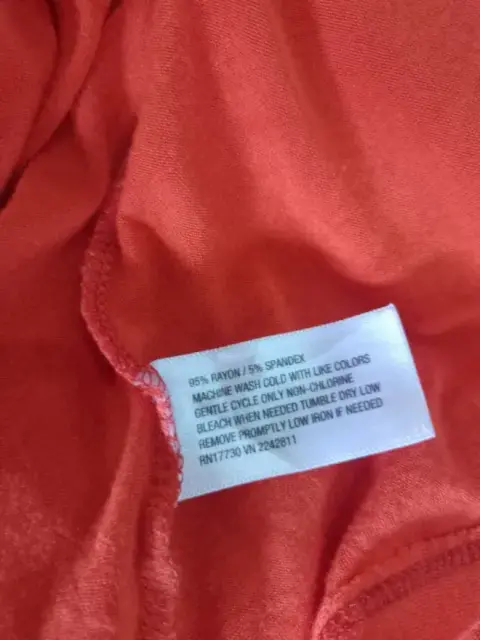 95% RAYON / 5% SPANDEX
MACHINE WASH COLD WITH LIKE COLORS
GENTLE CYCLE ONLY NON-CHLORINE
BLEACH WHEN NEEDED TUMBLE DRY LOW
REMOVE PROMPTLY LOW IRON IF NEEDED
RN17730 VN 2242811